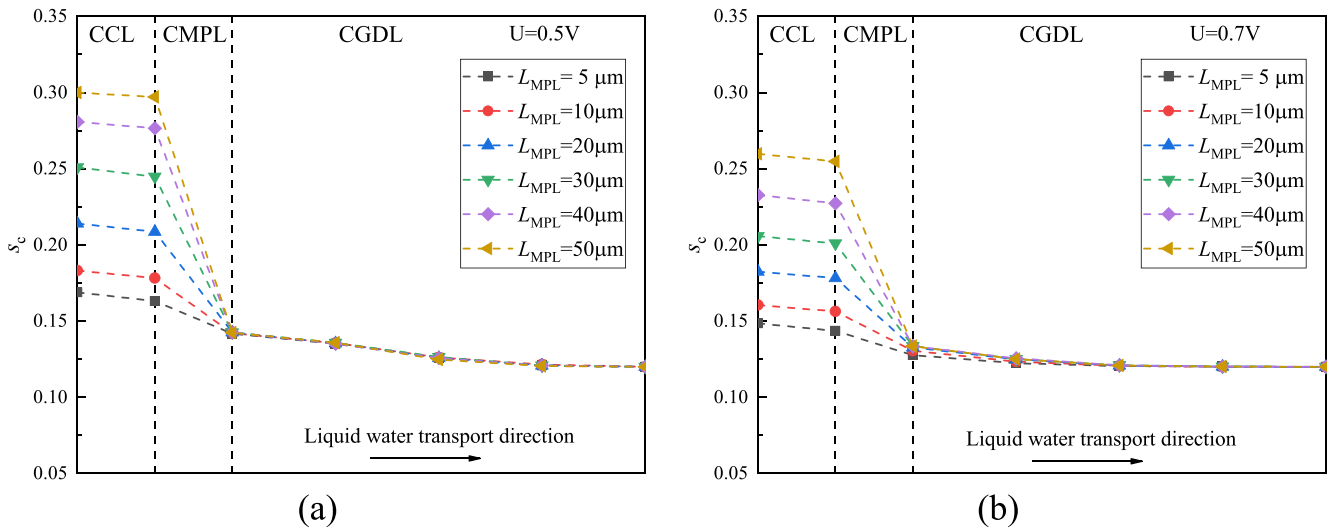 0.35
0.30
0.25
0.20
0.15
0.10
0.05
s_c
CCL
CMPL
CGDL
U=0.5V
L_MPL= 5 μm
L_MPL=10μm
L_MPL=20μm
L_MPL=30μm
L_MPL=40μm
L_MPL=50μm
Liquid water transport direction
(a)
0.35
0.30
0.25
0.20
0.15
0.10
0.05
s_c
CCL
CMPL
CGDL
U=0.7V
L_MPL= 5 μm
L_MPL=10μm
L_MPL=20μm
L_MPL=30μm
L_MPL=40μm
L_MPL=50μm
Liquid water transport direction
(b)